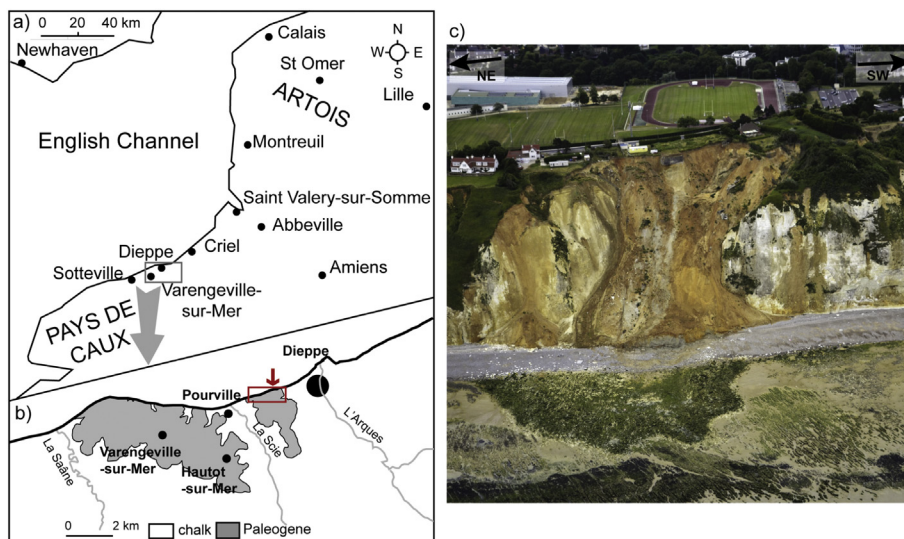 a)
0 20 40 km
Newhaven
Calais
N
W E
S
St Omer
ARTOIS
Lille
English Channel
Montreuil
Saint Valery-sur-Somme
Abbeville
Dieppe
Criel
Sotteville
Amiens
Varengeville-
sur-Mer
PAYS DE
CAUX
b)
Dieppe
Pourville
La Saâne
Varengeville
-sur-Mer
La Scie
L'Arques
Hautot
-sur-Mer
0 2 km
chalk
Paleogene
c)
NE
SW